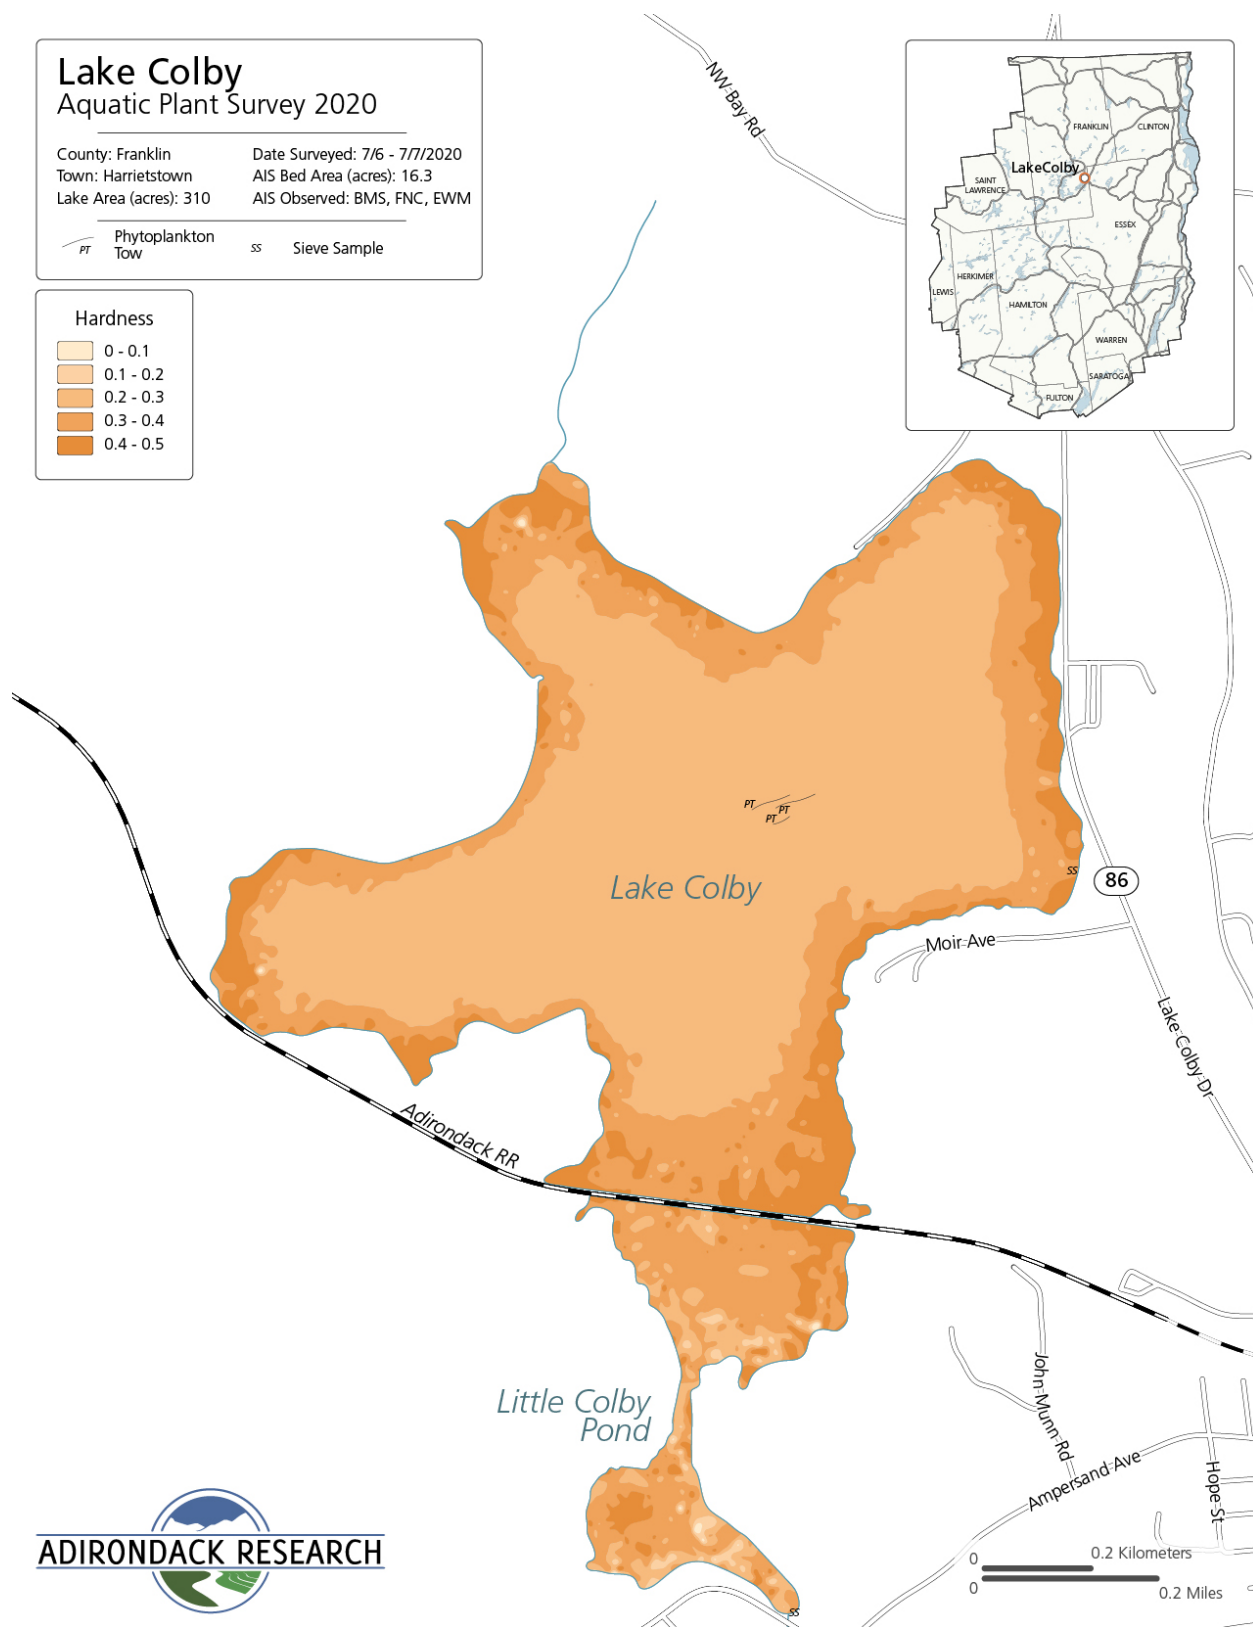 Lake Colby
Aquatic Plant Survey 2020
County: Franklin
Town: Harrietstown
Lake Area (acres): 310
Date Surveyed: 7/6 - 7/7/2020
AIS Bed Area (acres): 16.3
AIS Observed: BMS, FNC, EWM
PT
Phytoplankton
Tow
SS
Sieve Sample
Hardness
0 - 0.1
0.1 - 0.2
0.2 - 0.3
0.3 - 0.4
0.4 - 0.5
NW Bay Rd
FRANKLIN
CLINTON
LakeColby
SAINT
LAWRENCE
ESSEX
HERKIMER
LEWIS
HAMILTON
WARREN
SARATOGA
FULTON
PT
PT
PT
Lake Colby
SS
86
Moir Ave
Lake Colby Dr
Adirondack RR
Little Colby
Pond
John Munn Rd
Ampersand Ave
Hope St
SS
0
0.2 Kilometers
0
0.2 Miles
ADIRONDACK RESEARCH